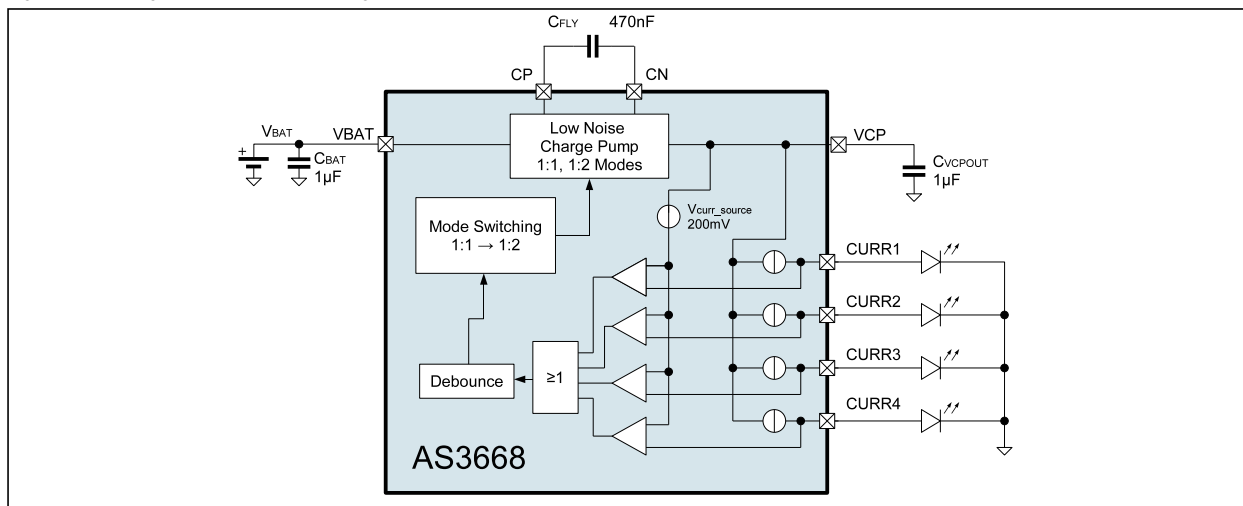 CFLY 470nF
CP CN
VBAT VBAT
+
CBAT
1µF
Low Noise
Charge Pump
1:1, 1:2 Modes
VCP
CVCPOUT
1µF
Mode Switching
1:1 → 1:2
Vcurr_source
200mV
CURR1
CURR2
CURR3
CURR4
Debounce
≥1
AS3668